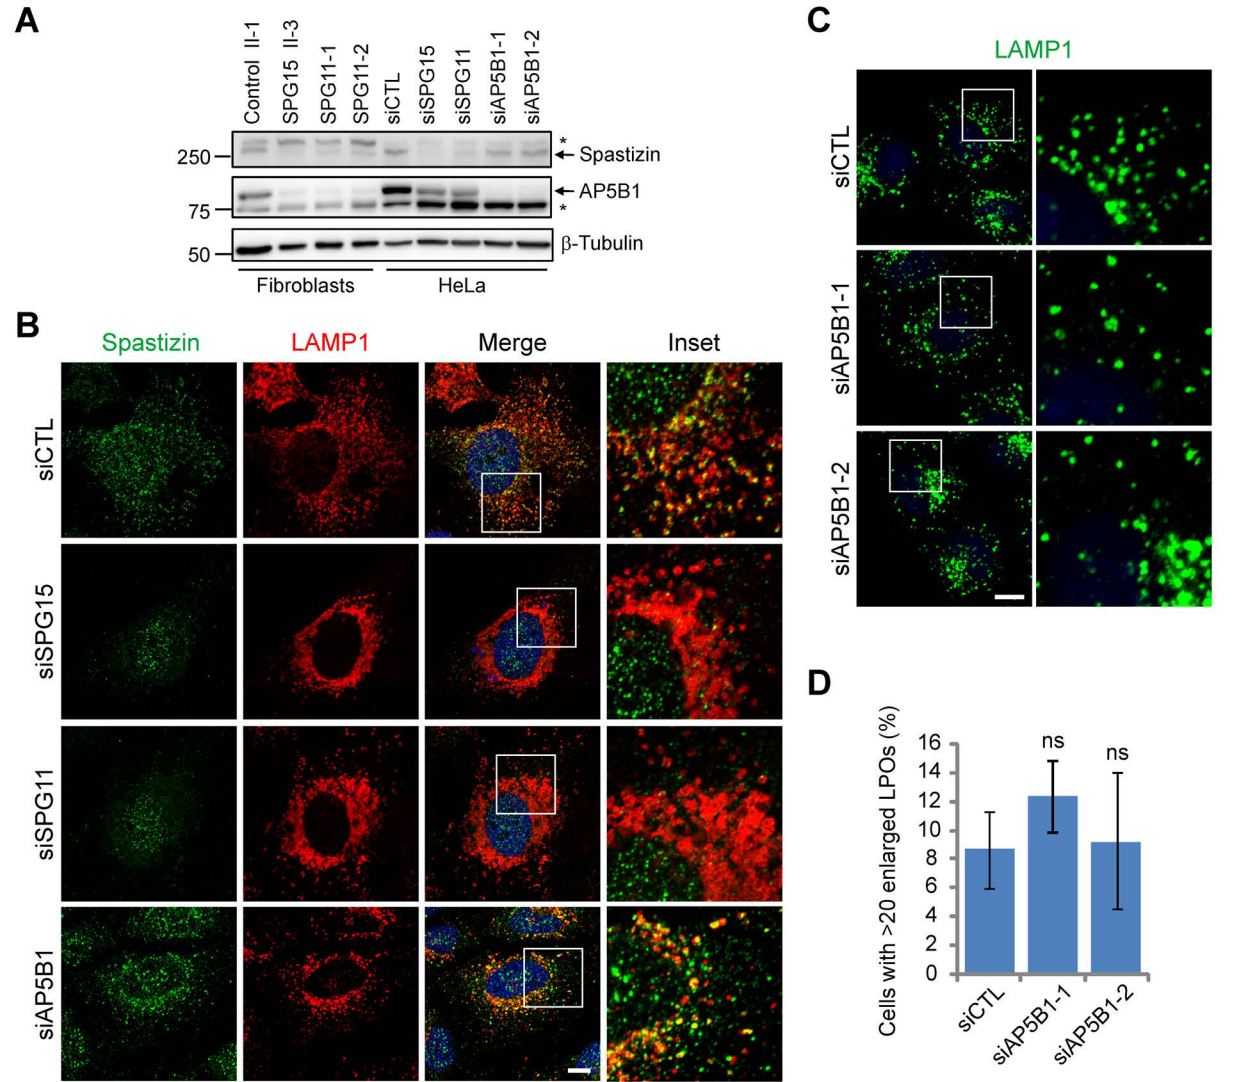 A
Control II-1
SPG15 II-3
SPG11-1
SPG11-2
siCTL
siSPG15
siSPG11
siAP5B1-1
siAP5B1-2
*
250
Spastizin
AP5B1
75
*
50
β-Tubulin
Fibroblasts
HeLa
B
Spastizin
LAMP1
Merge
Inset
siCTL
siSPG15
siSPG11
siAP5B1
C
LAMP1
siCTL
siAP5B1-1
siAP5B1-2
D
Cells with >20 enlarged LPOs (%)
16
14
12
10
8
6
4
2
0
ns
ns
siCTL
siAP5B1-1
siAP5B1-2